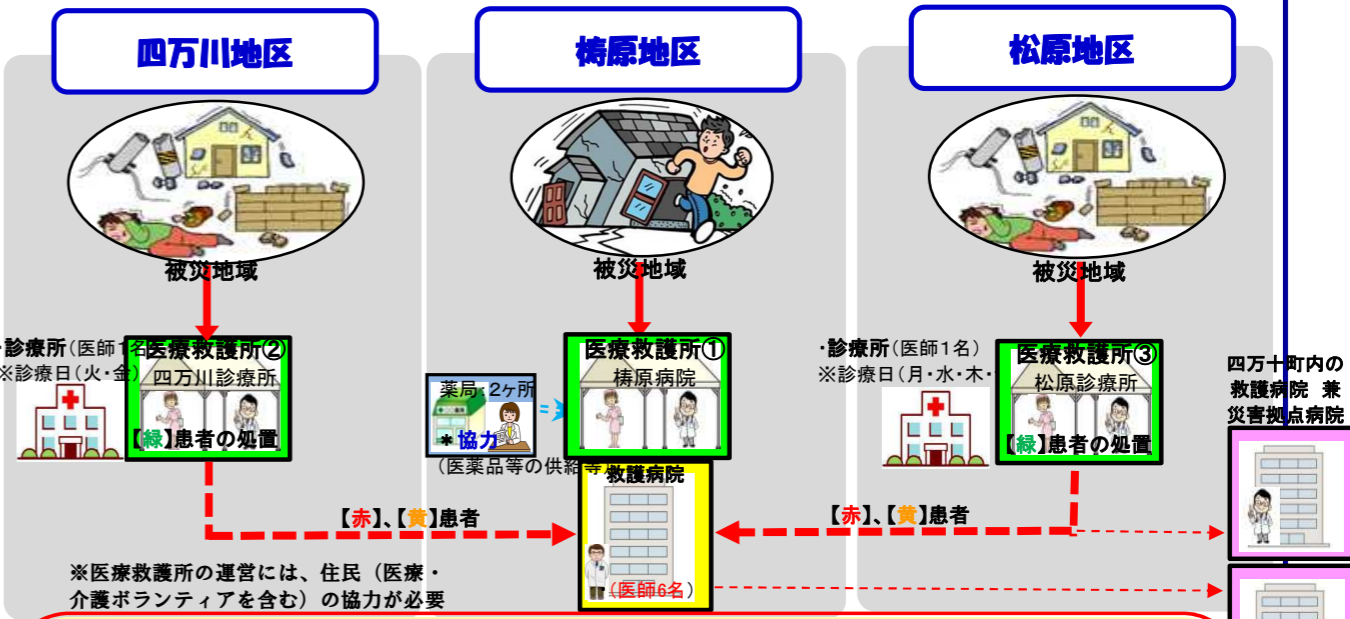 四万川地区
梼原地区
松原地区
被災地域
被災地域
被災地域
・診療所(医師1名
※診療日(火・金)
医療救護所②
四万川診療所
【緑】患者の処置
薬局:2ヶ所
*協力
(医薬品等の供給等)
医療救護所①
梼原病院
救護病院
(医師6名)
・診療所(医師1名)
※診療日(月・水・木・
医療救護所③
松原診療所
【緑】患者の処置
四万十町内の
救護病院 兼
災害拠点病院
【赤】、【黄】患者
【赤】、【黄】患者
※医療救護所の運営には、住民(医療・
介護ボランティアを含む)の協力が必要